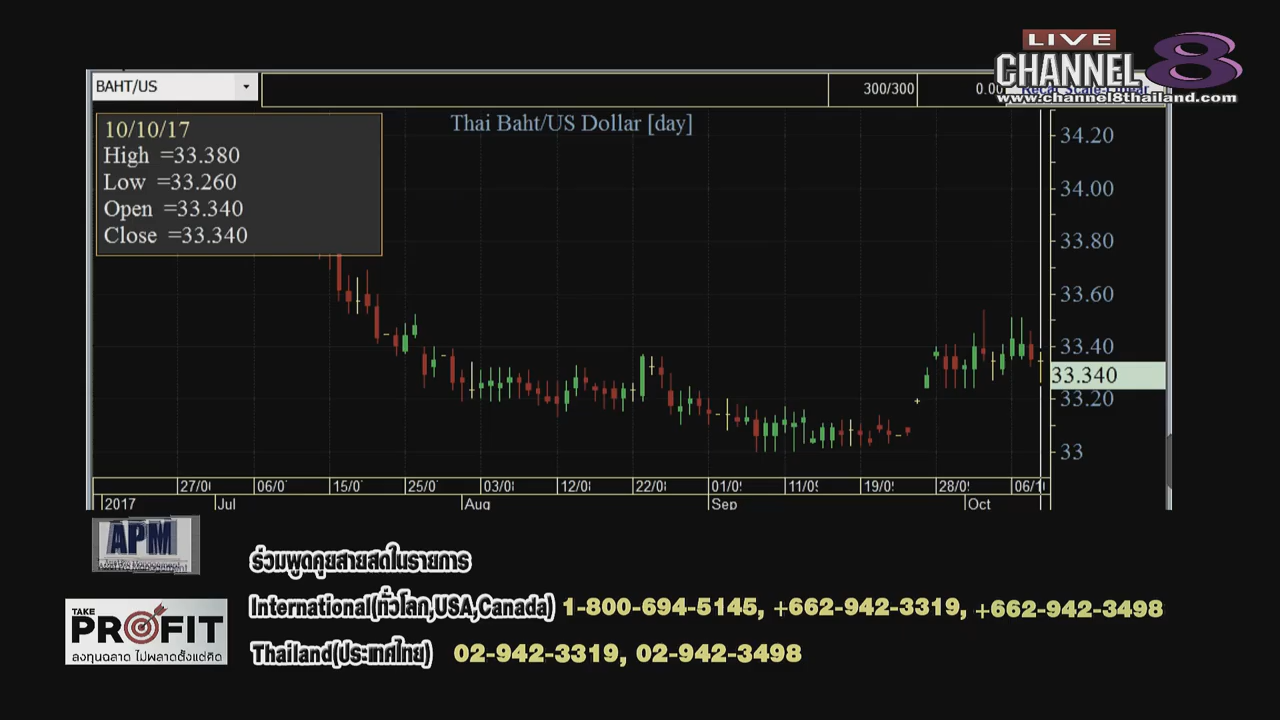 LIVE
CHANNEL 8
www.channel8thailand.com
BAHT/US
300/300
0.00
10/10/17
High =33.380
Low =33.260
Open =33.340
Close =33.340
Thai Baht/US Dollar [day]
34.20
34.00
33.80
33.60
33.40
33.340
33.20
33
27/0
06/0
15/0
25/0
03/0
12/0
22/0
01/0
11/0
19/0
28/0
06/1
2017
Jul
Aug
Sep
Oct
APM
ร่วมพูดคุยสายสดในรายการ
International(ทั่วโลก,USA,Canada) 1-800-694-5145, +662-942-3319, +662-942-3498
TAKE
PROFIT
ลงทุนฉลาด ไม่พลาดตั้งแต่คิด
Thailand(ประเทศไทย) 02-942-3319, 02-942-3498